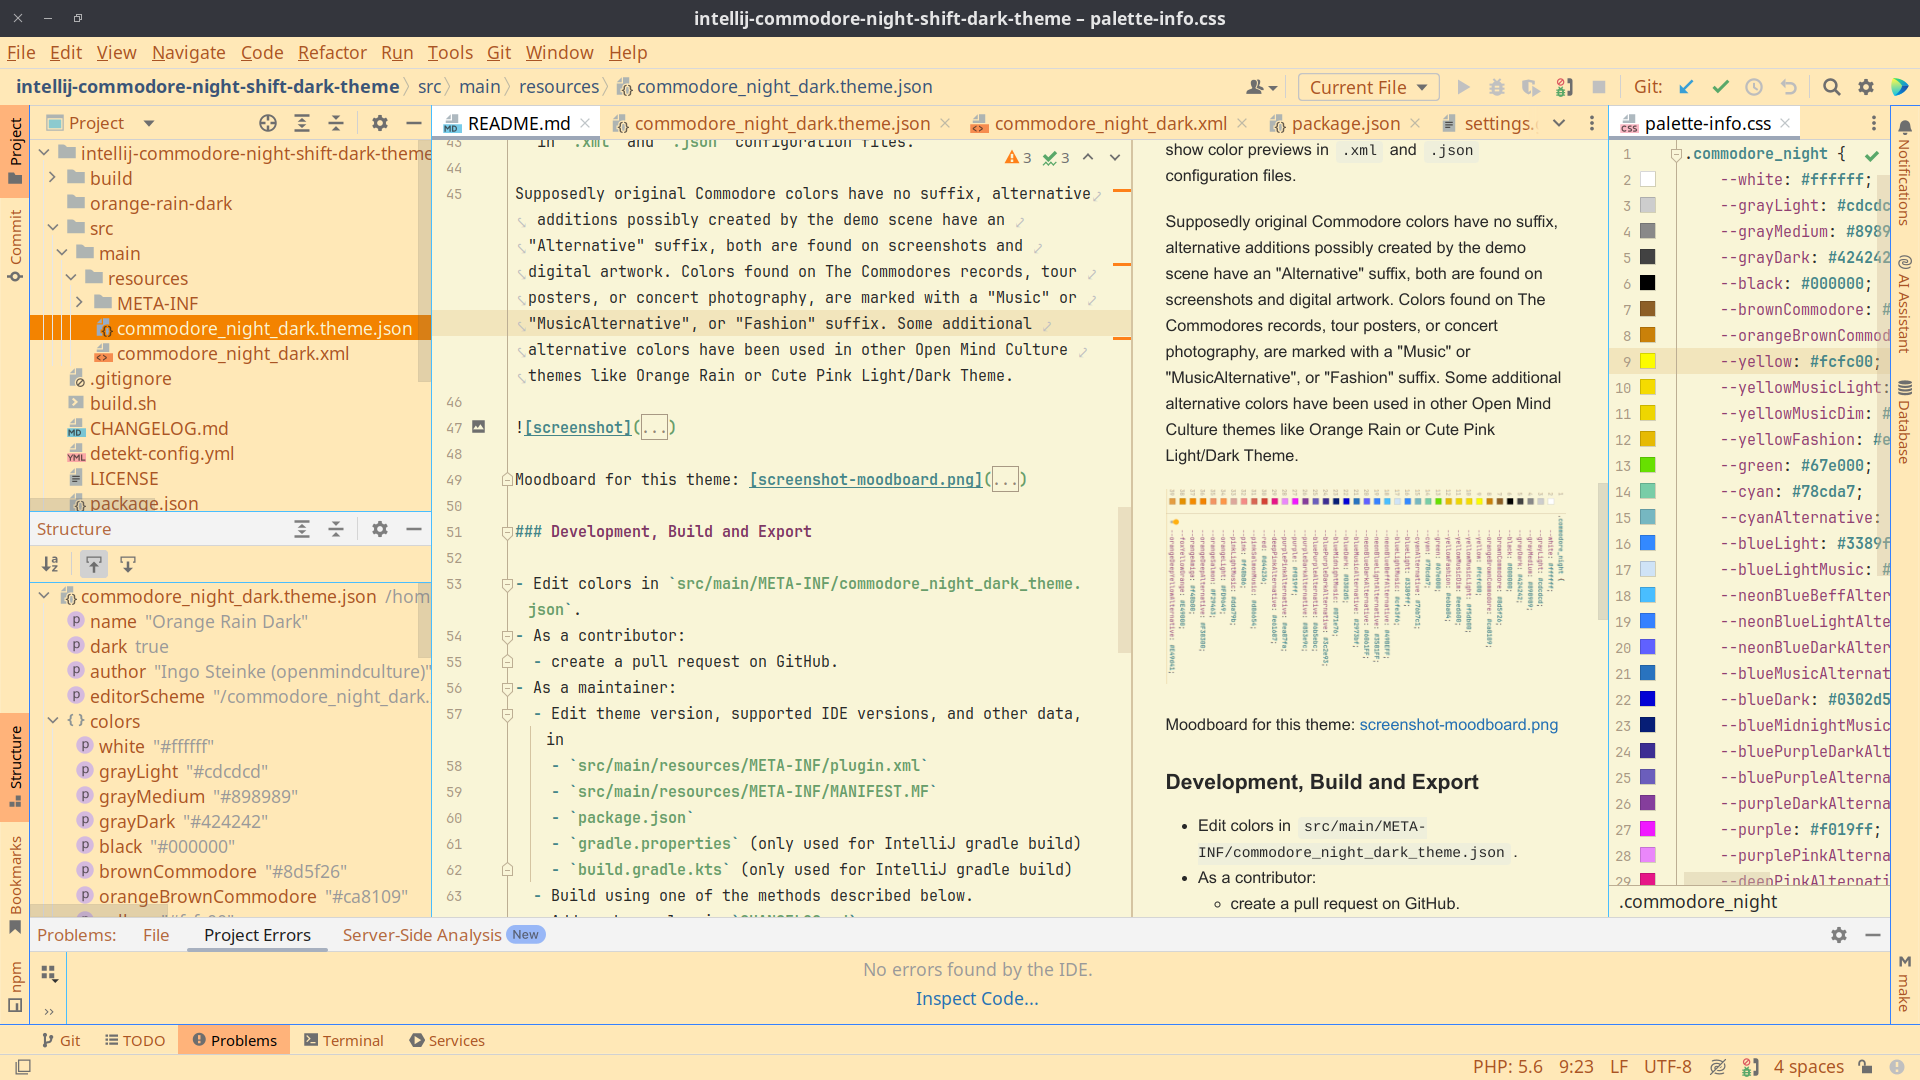 intellij-commodore-night-shift-dark-theme – palette-info.css
File Edit View Navigate Code Refactor Run Tools Git Window Help
intellij-commodore-night-shift-dark-theme src main resources commodore_night_dark.theme.json
Current File
Git:
Project
Commit
Structure
Bookmarks
npm
Project
intellij-commodore-night-shift-dark-theme
build
orange-rain-dark
src
main
resources
META-INF
commodore_night_dark.theme.json
commodore_night_dark.xml
.gitignore
build.sh
CHANGELOG.md
detekt-config.yml
LICENSE
package.json
Structure
commodore_night_dark.theme.json /hom
name "Orange Rain Dark"
dark true
author "Ingo Steinke (openmindculture)"
editorScheme "/commodore_night_dark.
colors
white "#ffffff"
grayLight "#cdcdcd"
grayMedium "#898989"
grayDark "#424242"
black "#000000"
brownCommodore "#8d5f26"
orangeBrownCommodore "#ca8109"
README.md commodore_night_dark.theme.json commodore_night_dark.xml package.json settings.
3 3
43 in `.xml` and `.json` configuration files.
44
45 Supposedly original Commodore colors have no suffix, alternative
additions possibly created by the demo scene have an
"Alternative" suffix, both are found on screenshots and
digital artwork. Colors found on The Commodores records, tour
posters, or concert photography, are marked with a "Music" or
"MusicAlternative", or "Fashion" suffix. Some additional
alternative colors have been used in other Open Mind Culture
themes like Orange Rain or Cute Pink Light/Dark Theme.
46
47 ![screenshot](...)
48
49 Moodboard for this theme: [screenshot-moodboard.png](...)
50
51 ### Development, Build and Export
52
53 - Edit colors in `src/main/META-INF/commodore_night_dark_theme.
json`.
54 - As a contributor:
55 - create a pull request on GitHub.
56 - As a maintainer:
57 - Edit theme version, supported IDE versions, and other data,
in
58 - `src/main/resources/META-INF/plugin.xml`
59 - `src/main/resources/META-INF/MANIFEST.MF`
60 - `package.json`
61 - `gradle.properties` (only used for IntelliJ gradle build)
62 - `build.gradle.kts` (only used for IntelliJ gradle build)
63 - Build using one of the methods described below.
show color previews in .xml and .json
configuration files.
Supposedly original Commodore colors have no suffix,
alternative additions possibly created by the demo
scene have an "Alternative" suffix, both are found on
screenshots and digital artwork. Colors found on The
Commodores records, tour posters, or concert
photography, are marked with a "Music" or
"MusicAlternative", or "Fashion" suffix. Some additional
alternative colors have been used in other Open Mind
Culture themes like Orange Rain or Cute Pink
Light/Dark Theme.
Moodboard for this theme: screenshot-moodboard.png
Development, Build and Export
• Edit colors in src/main/META-
INF/commodore_night_dark_theme.json .
• As a contributor:
◦ create a pull request on GitHub.
palette-info.css
1 .commodore_night {
2 --white: #ffffff;
3 --grayLight: #cdcdc
4 --grayMedium: #8989
5 --grayDark: #424242
6 --black: #000000;
7 --brownCommodore: #
8 --orangeBrownCommod
9 --yellow: #fcfc00;
10 --yellowMusicLight:
11 --yellowMusicDim: #
12 --yellowFashion: #e
13 --green: #67e000;
14 --cyan: #78cda7;
15 --cyanAlternative:
16 --blueLight: #3389f
17 --blueLightMusic: #
18 --neonBlueBeffAlter
19 --neonBlueLightAlte
20 --neonBlueDarkAlter
21 --blueMusicAlternat
22 --blueDark: #0302d5
23 --blueMidnightMusic
24 --bluePurpleDarkAlt
25 --bluePurpleAlterna
26 --purpleDarkAlterna
27 --purple: #f019ff;
28 --purplePinkAlterna
29 --deepPinkAlternati
.commodore_night
Notifications
AI Assistant
Database
make
Problems: File Project Errors Server-Side Analysis New
No errors found by the IDE.
Inspect Code...
Git TODO Problems Terminal Services
PHP: 5.6 9:23 LF UTF-8 4 spaces